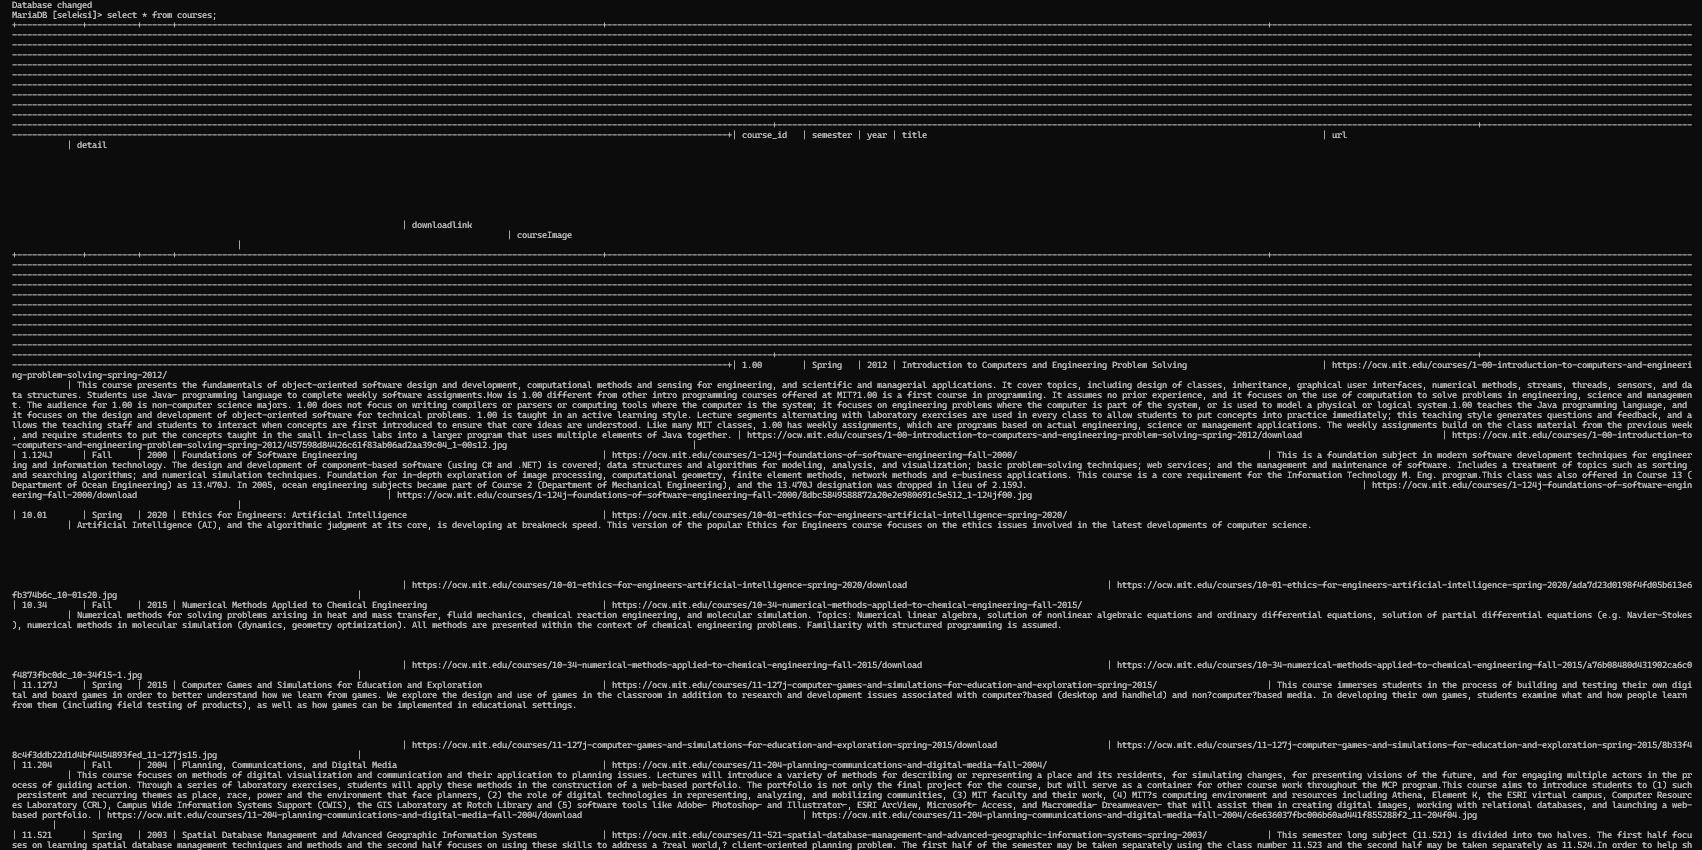 Database changed
MariaDB [seleksi]> select * from courses;
| course_id | semester | year | title | url
| detail
| downloadlink
| courseImage
|
| 1.00 | Spring | 2012 | Introduction to Computers and Engineering Problem Solving | https://ocw.mit.edu/courses/1-00-introduction-to-computers-and-engineeri
ng-problem-solving-spring-2012/
| This course presents the fundamentals of object-oriented software design and development, computational methods and sensing for engineering, and scientific and managerial applications. It cover topics, including design of classes, inheritance, graphical user interfaces, numerical methods, streams, threads, sensors, and da
ta structures. Students use Java⌐ programming language to complete weekly software assignments.How is 1.00 different from other intro programming courses offered at MIT?1.00 is a first course in programming. It assumes no prior experience, and it focuses on the use of computation to solve problems in engineering, science and managemen
t. The audience for 1.00 is non-computer science majors. 1.00 does not focus on writing compilers or parsers or computing tools where the computer is the system; it focuses on engineering problems where the computer is part of the system, or is used to model a physical or logical system.1.00 teaches the Java programming language, and
it focuses on the design and development of object-oriented software for technical problems. 1.00 is taught in an active learning style. Lecture segments alternating with laboratory exercises are used in every class to allow students to put concepts into practice immediately; this teaching style generates questions and feedback, and a
llows the teaching staff and students to interact when concepts are first introduced to ensure that core ideas are understood. Like many MIT classes, 1.00 has weekly assignments, which are programs based on actual engineering, science or management applications. The weekly assignments build on the class material from the previous week
, and require students to put the concepts taught in the small in-class labs into a larger program that uses multiple elements of Java together. | https://ocw.mit.edu/courses/1-00-introduction-to-computers-and-engineering-problem-solving-spring-2012/download | https://ocw.mit.edu/courses/1-00-introduction-to
-computers-and-engineering-problem-solving-spring-2012/457598d84426c61f83ab06ad2aa39c04_1-00s12.jpg |
| 1.124J | Fall | 2000 | Foundations of Software Engineering | https://ocw.mit.edu/courses/1-124j-foundations-of-software-engineering-fall-2000/ | This is a foundation subject in modern software development techniques for engineer
ing and information technology. The design and development of component-based software (using C# and .NET) is covered; data structures and algorithms for modeling, analysis, and visualization; basic problem-solving techniques; web services; and the management and maintenance of software. Includes a treatment of topics such as sorting
and searching algorithms; and numerical simulation techniques. Foundation for in-depth exploration of image processing, computational geometry, finite element methods, network methods and e-business applications. This course is a core requirement for the Information Technology M. Eng. program.This class was also offered in Course 13 (
Department of Ocean Engineering) as 13.470J. In 2005, ocean engineering subjects became part of Course 2 (Department of Mechanical Engineering), and the 13.470J designation was dropped in lieu of 2.159J. | https://ocw.mit.edu/courses/1-124j-foundations-of-software-engin
eering-fall-2000/download | https://ocw.mit.edu/courses/1-124j-foundations-of-software-engineering-fall-2000/8dbc5849588872a20e2e980691c5e512_1-124jf00.jpg
|
| 10.01 | Spring | 2020 | Ethics for Engineers: Artificial Intelligence | https://ocw.mit.edu/courses/10-01-ethics-for-engineers-artificial-intelligence-spring-2020/
| Artificial Intelligence (AI), and the algorithmic judgment at its core, is developing at breakneck speed. This version of the popular Ethics for Engineers course focuses on the ethics issues involved in the latest developments of computer science.
| https://ocw.mit.edu/courses/10-01-ethics-for-engineers-artificial-intelligence-spring-2020/download | https://ocw.mit.edu/courses/10-01-ethics-for-engineers-artificial-intelligence-spring-2020/ada7d23d0198f4fd05b613e6
fb374b6c_10-01s20.jpg |
| 10.34 | Fall | 2015 | Numerical Methods Applied to Chemical Engineering | https://ocw.mit.edu/courses/10-34-numerical-methods-applied-to-chemical-engineering-fall-2015/
| Numerical methods for solving problems arising in heat and mass transfer, fluid mechanics, chemical reaction engineering, and molecular simulation. Topics: Numerical linear algebra, solution of nonlinear algebraic equations and ordinary differential equations, solution of partial differential equations (e.g. Navier-Stokes
), numerical methods in molecular simulation (dynamics, geometry optimization). All methods are presented within the context of chemical engineering problems. Familiarity with structured programming is assumed.
| https://ocw.mit.edu/courses/10-34-numerical-methods-applied-to-chemical-engineering-fall-2015/download | https://ocw.mit.edu/courses/10-34-numerical-methods-applied-to-chemical-engineering-fall-2015/a76b08480d431902ca6c0
f4873fbc0dc_10-34f15-1.jpg |
| 11.127J | Spring | 2015 | Computer Games and Simulations for Education and Exploration | https://ocw.mit.edu/courses/11-127j-computer-games-and-simulations-for-education-and-exploration-spring-2015/ | This course immerses students in the process of building and testing their own digi
tal and board games in order to better understand how we learn from games. We explore the design and use of games in the classroom in addition to research and development issues associated with computer?based (desktop and handheld) and non?computer?based media. In developing their own games, students examine what and how people learn
from them (including field testing of products), as well as how games can be implemented in educational settings.
| https://ocw.mit.edu/courses/11-127j-computer-games-and-simulations-for-education-and-exploration-spring-2015/download | https://ocw.mit.edu/courses/11-127j-computer-games-and-simulations-for-education-and-exploration-spring-2015/8b33f4
8c4f3ddb22d1d4bf4454893fed_11-127js15.jpg |
| 11.204 | Fall | 2004 | Planning, Communications, and Digital Media | https://ocw.mit.edu/courses/11-204-planning-communications-and-digital-media-fall-2004/
| This course focuses on methods of digital visualization and communication and their application to planning issues. Lectures will introduce a variety of methods for describing or representing a place and its residents, for simulating changes, for presenting visions of the future, and for engaging multiple actors in the pr
ocess of guiding action. Through a series of laboratory exercises, students will apply these methods in the construction of a web-based portfolio. The portfolio is not only the final project for the course, but will serve as a container for other course work throughout the MCP program.This course aims to introduce students to (1) such
persistent and recurring themes as place, race, power and the environment that face planners, (2) the role of digital technologies in representing, analyzing, and mobilizing communities, (3) MIT faculty and their work, (4) MIT?s computing environment and resources including Athena, Element K, the ESRI virtual campus, Computer Resourc
es Laboratory (CRL), Campus Wide Information Systems Support (CWIS), the GIS Laboratory at Rotch Library and (5) software tools like Adobe⌐ Photoshop⌐ and Illustrator⌐, ESRI ArcView, Microsoft⌐ Access, and Macromedia⌐ Dreamweaver⌐ that will assist them in creating digital images, working with relational databases, and launching a web-
based portfolio. | https://ocw.mit.edu/courses/11-204-planning-communications-and-digital-media-fall-2004/download | https://ocw.mit.edu/courses/11-204-planning-communications-and-digital-media-fall-2004/c6e636037fbc006b60ad441f855288f2_11-204f04.jpg
|
| 11.521 | Spring | 2003 | Spatial Database Management and Advanced Geographic Information Systems | https://ocw.mit.edu/courses/11-521-spatial-database-management-and-advanced-geographic-information-systems-spring-2003/ | This semester long subject (11.521) is divided into two halves. The first half focu
ses on learning spatial database management techniques and methods and the second half focuses on using these skills to address a ?real world,? client-oriented planning problem. The first half of the semester may be taken separately using the class number 11.523 and the second half may be taken separately as 11.524.In order to help sh